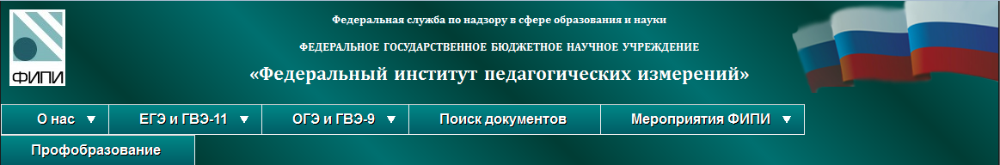 Федеральная служба по надзору в сфере образования и науки
ФЕДЕРАЛЬНОЕ ГОСУДАРСТВЕННОЕ БЮДЖЕТНОЕ НАУЧНОЕ УЧРЕЖДЕНИЕ
«Федеральный институт педагогических измерений»
ФИПИ
О нас ЕГЭ и ГВЭ-11 ОГЭ и ГВЭ-9 Поиск документов Мероприятия ФИПИ
Профобразование